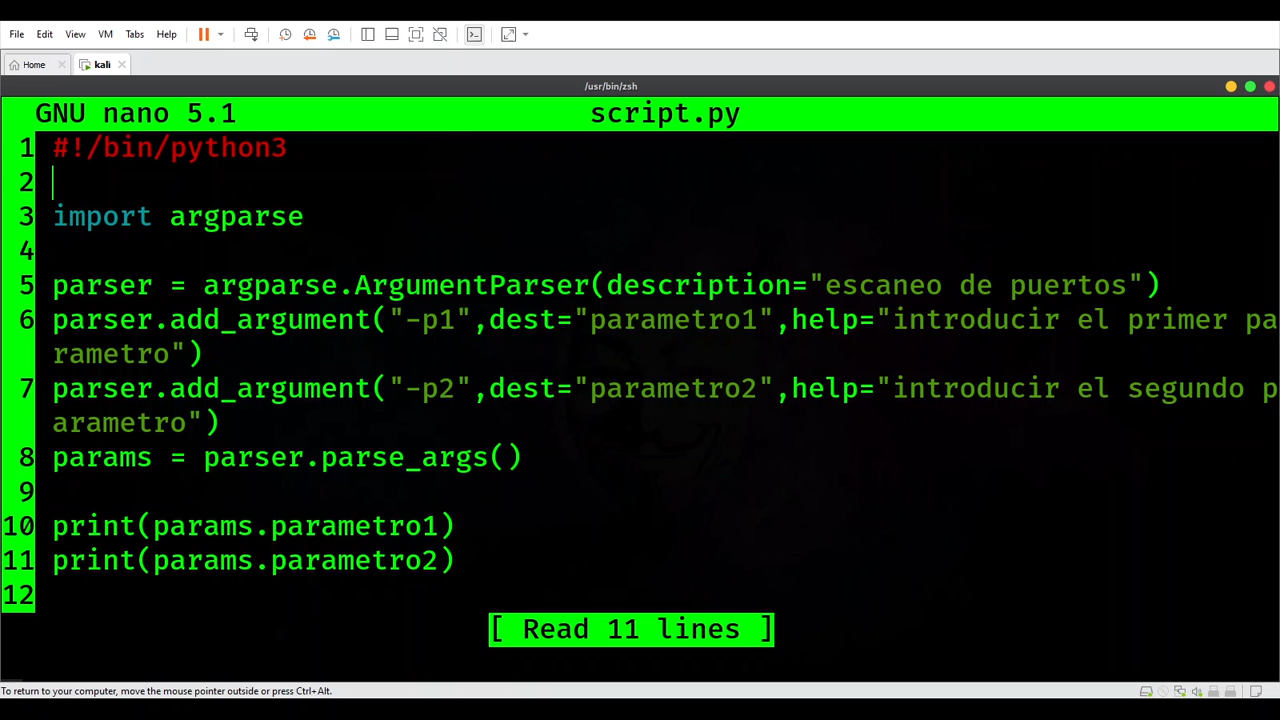 File Edit View VM Tabs Help
Home kali
/usr/bin/zsh
GNU nano 5.1 script.py
1 #!/bin/python3
2
3 import argparse
4
5 parser = argparse.ArgumentParser(description="escaneo de puertos")
6 parser.add_argument("-p1",dest="parametro1",help="introducir el primer pa
rametro")
7 parser.add_argument("-p2",dest="parametro2",help="introducir el segundo p
arametro")
8 params = parser.parse_args()
9
10 print(params.parametro1)
11 print(params.parametro2)
12
[ Read 11 lines ]
To return to your computer, move the mouse pointer outside or press Ctrl+Alt.